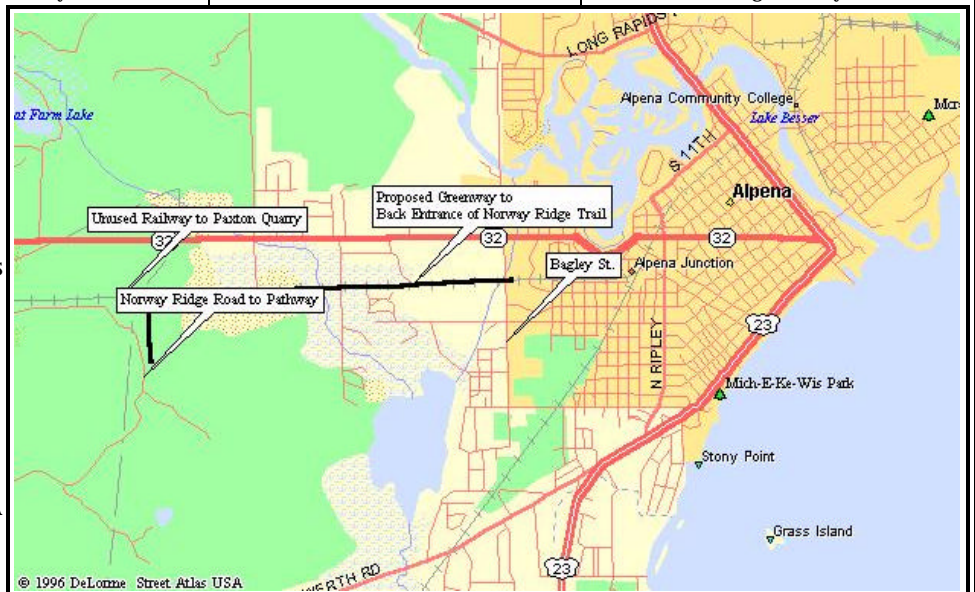 LONG RAPIDS
Alpena Community College
Lake Besser
at Farm Lake
S 11TH
Alpena
Proposed Greenway to
Back Entrance of Norway Ridge Trail
Unused Railway to Paxton Quarry
32
32
32
Bagley St.
Alpena Junction
Norway Ridge Road to Pathway
23
N RIPLEY
Mich-E-Ke-Wis Park
Stony Point
Grass Island
23
WERTH RD
© 1996 DeLorme Street Atlas USA